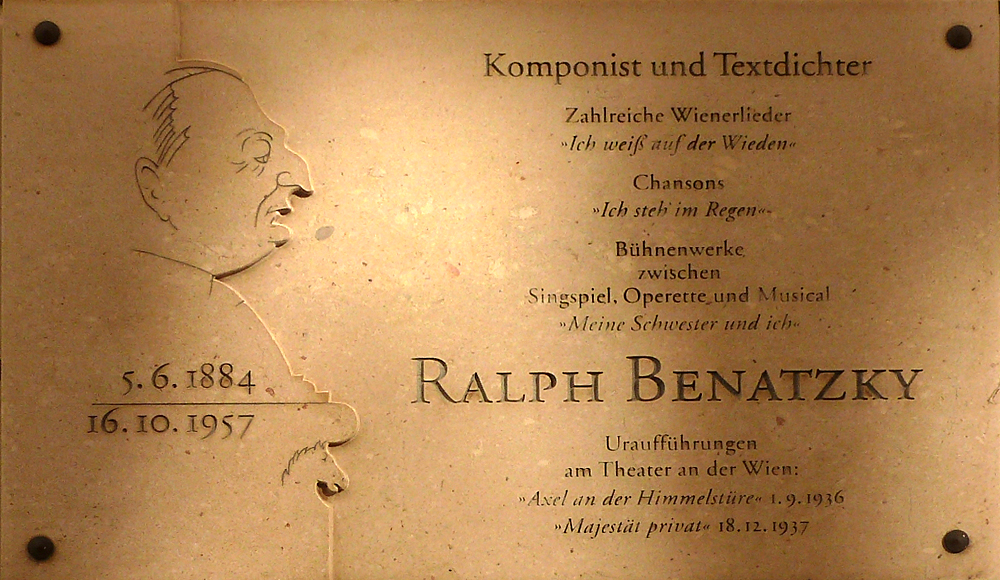 Komponist und Textdichter
Zahlreiche Wienerlieder
»Ich weiß auf der Wieden«
Chansons
»Ich steh' im Regen«
Bühnenwerke
zwischen
Singspiel, Operette und Musical
»Meine Schwester und ich«
5. 6. 1884
16. 10. 1957
RALPH BENATZKY
Uraufführungen
am Theater an der Wien:
»Axel an der Himmelstüre« 1. 9. 1936
»Majestät privat« 18. 12. 1937